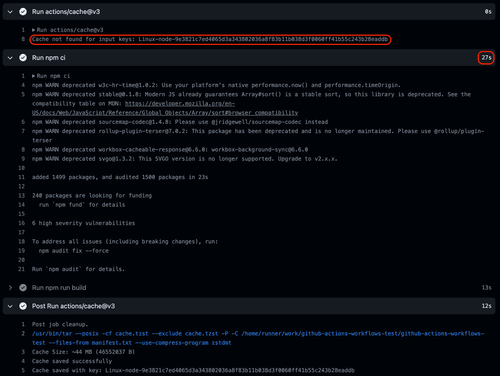 Run actions/cache@v3 0s
1 ▶Run actions/cache@v3
8 Cache not found for input keys: Linux-node-9e3821c7ed4065d3a343802036a8f83b11b038d3f0060ff41b55c243b28eaddb
Run npm ci 27s
1 ▶Run npm ci
4 npm WARN deprecated w3c-hr-time@1.0.2: Use your platform's native performance.now() and performance.timeOrigin.
5 npm WARN deprecated stable@0.1.8: Modern JS already guarantees Array#sort() is a stable sort, so this library is deprecated. See the
compatibility table on MDN: https://developer.mozilla.org/en-
US/docs/Web/JavaScript/Reference/Global_Objects/Array/sort#browser_compatibility
6 npm WARN deprecated sourcemap-codec@1.4.8: Please use @jridgewell/sourcemap-codec instead
7 npm WARN deprecated rollup-plugin-terser@7.0.2: This package has been deprecated and is no longer maintained. Please use @rollup/plugin-
terser
8 npm WARN deprecated workbox-cacheable-response@6.6.0: workbox-background-sync@6.6.0
9 npm WARN deprecated svgo@1.3.2: This SVGO version is no longer supported. Upgrade to v2.x.x.
10
11 added 1499 packages, and audited 1500 packages in 23s
12
13 240 packages are looking for funding
14 run `npm fund` for details
15
16 6 high severity vulnerabilities
17
18 To address all issues (including breaking changes), run:
19 npm audit fix --force
20
21 Run `npm audit` for details.
Run npm run build 13s
Post Run actions/cache@v3 12s
1 Post job cleanup.
2 /usr/bin/tar --posix -cf cache.tzst --exclude cache.tzst -P -C /home/runner/work/github-actions-workflows-test/github-actions-workflows-
test --files-from manifest.txt --use-compress-program zstdmt
3 Cache Size: ~44 MB (46552037 B)
4 Cache saved successfully
5 Cache saved with key: Linux-node-9e3821c7ed4065d3a343802036a8f83b11b038d3f0060ff41b55c243b28eaddb